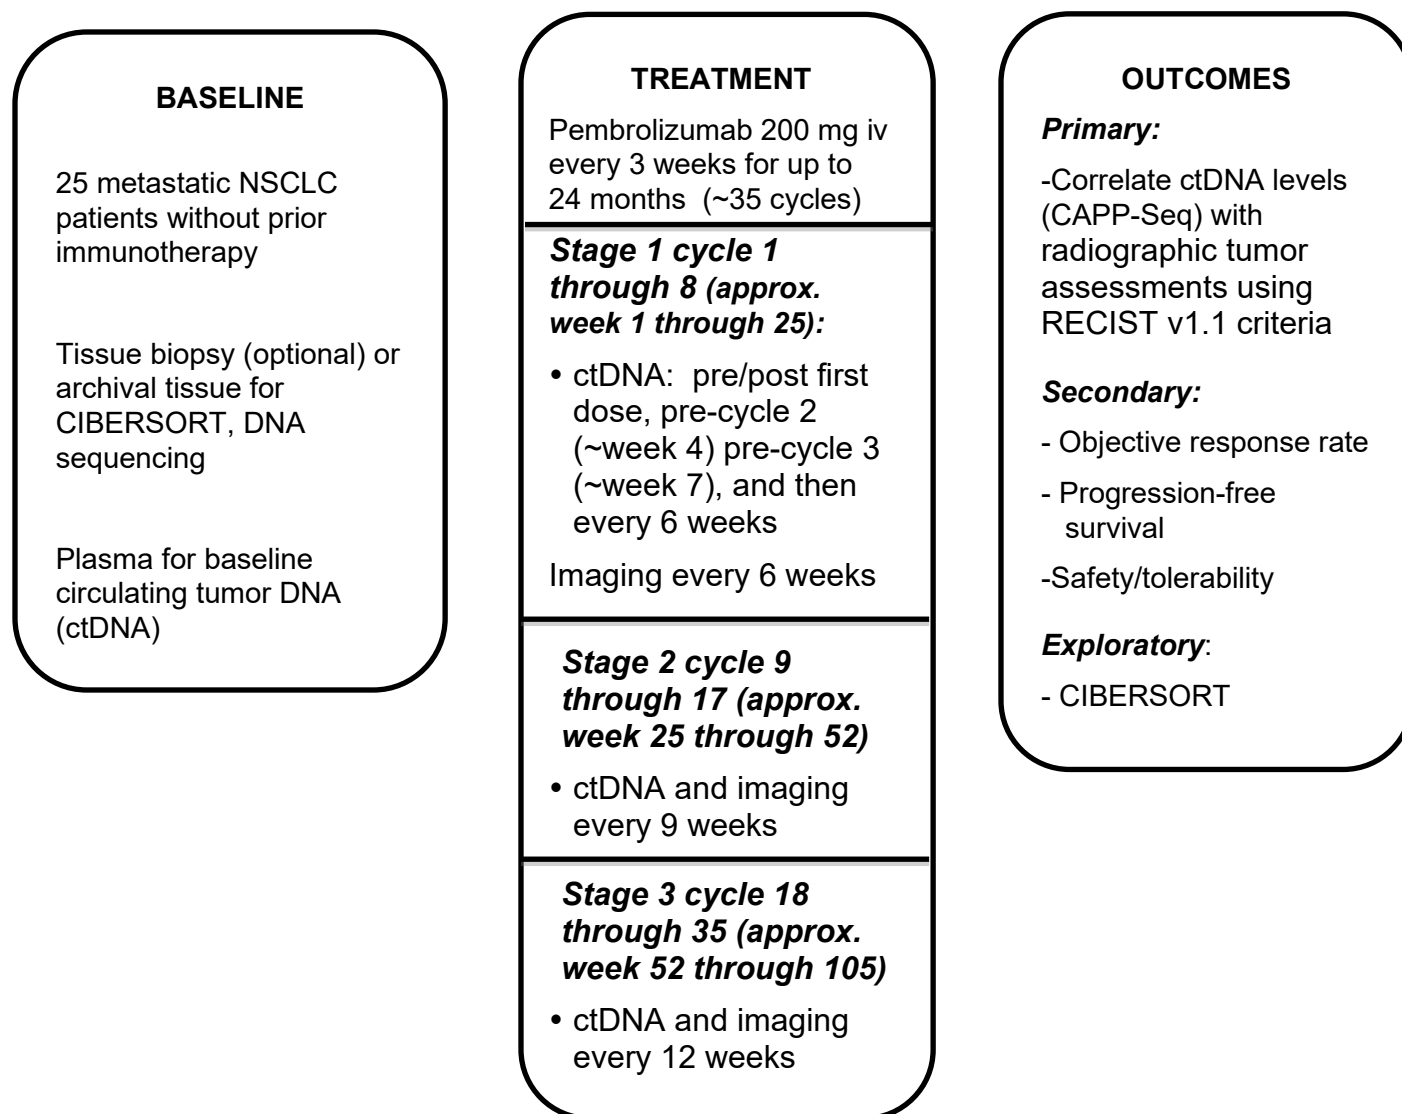 BASELINE
25 metastatic NSCLC
patients without prior
immunotherapy
Tissue biopsy (optional) or
archival tissue for
CIBERSORT, DNA
sequencing
Plasma for baseline
circulating tumor DNA
(ctDNA)
TREATMENT
Pembrolizumab 200 mg iv
every 3 weeks for up to
24 months (~35 cycles)
Stage 1 cycle 1
through 8 (approx.
week 1 through 25):
• ctDNA: pre/post first
dose, pre-cycle 2
(~week 4) pre-cycle 3
(~week 7), and then
every 6 weeks
Imaging every 6 weeks
Stage 2 cycle 9
through 17 (approx.
week 25 through 52)
• ctDNA and imaging
every 9 weeks
Stage 3 cycle 18
through 35 (approx.
week 52 through 105)
• ctDNA and imaging
every 12 weeks
OUTCOMES
Primary:
-Correlate ctDNA levels
(CAPP-Seq) with
radiographic tumor
assessments using
RECIST v1.1 criteria
Secondary:
- Objective response rate
- Progression-free
survival
-Safety/tolerability
Exploratory:
- CIBERSORT